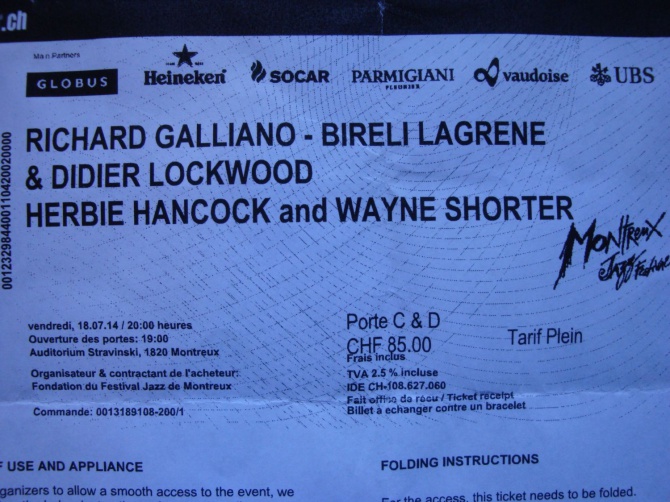 .ch
Main Partners
GLOBUS
Heineken
SOCAR
PARMIGIANI
FLEURIER
vaudoise
UBS
RICHARD GALLIANO - BIRELI LAGRENE
& DIDIER LOCKWOOD
HERBIE HANCOCK and WAYNE SHORTER
Montreux
Jazz Festival
001232984400110420020000
vendredi, 18.07.14 / 20:00 heures
Ouverture des portes: 19:00
Auditorium Stravinski, 1820 Montreux
Organisateur & contractant de l'acheteur:
Fondation du Festival Jazz de Montreux
Commande: 0013189108-200/1
Porte C & D
CHF 85.00
Frais inclus
TVA 2.5 % incluse
IDE CH-108.627.060
Fait office de reçu / Ticket receipt
Billet à échanger contre un bracelet
Tarif Plein
F USE AND APPLIANCE
ganizers to allow a smooth access to the event, we
FOLDING INSTRUCTIONS
For the access, this ticket needs to be folded.